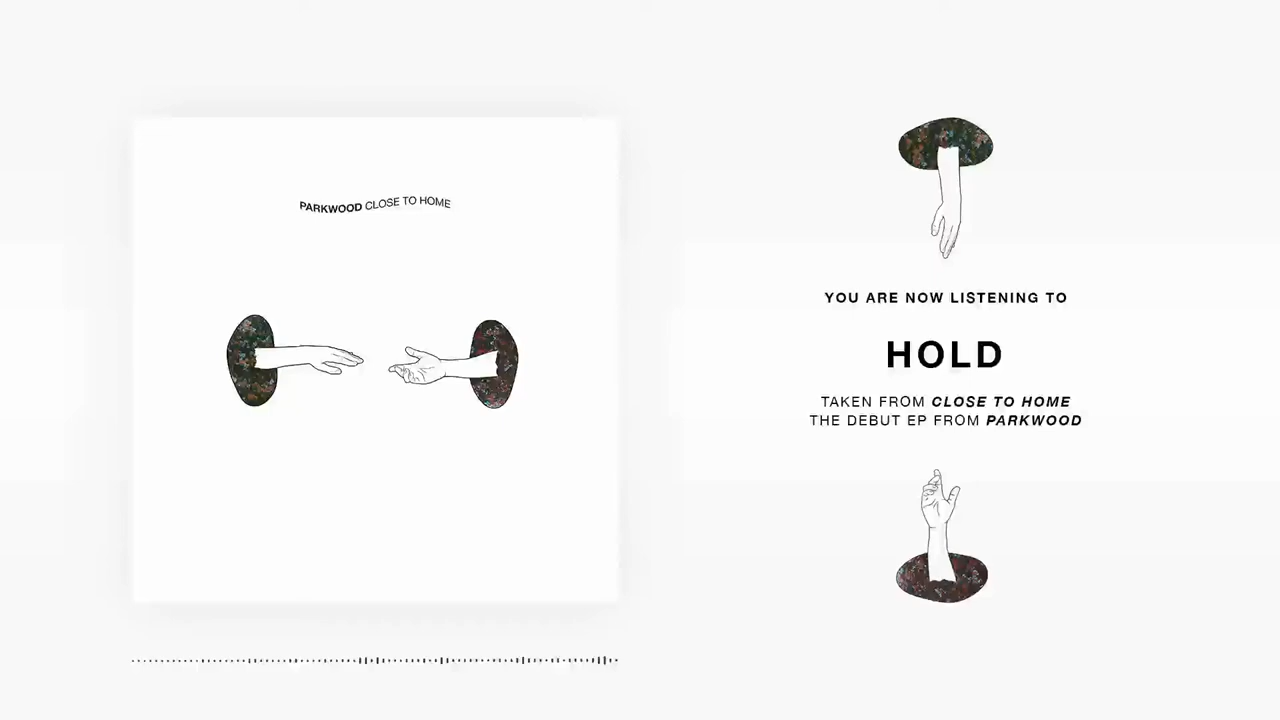 PARKWOOD CLOSE TO HOME
YOU ARE NOW LISTENING TO
HOLD
TAKEN FROM CLOSE TO HOME
THE DEBUT EP FROM PARKWOOD